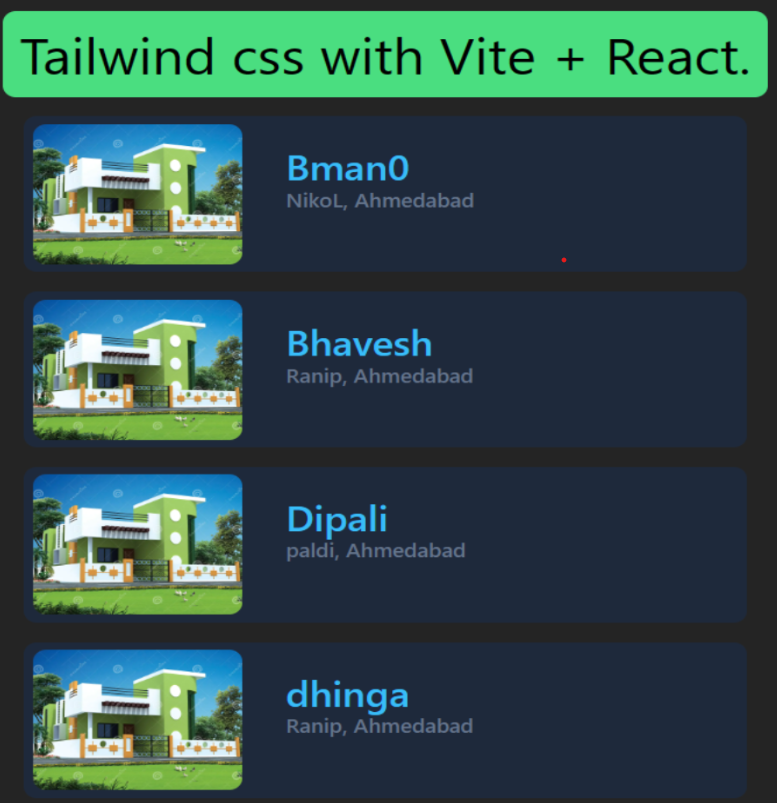 Tailwind css with Vite + React.
Bman0
NikoL, Ahmedabad
Bhavesh
Ranip, Ahmedabad
Dipali
paldi, Ahmedabad
dhinga
Ranip, Ahmedabad